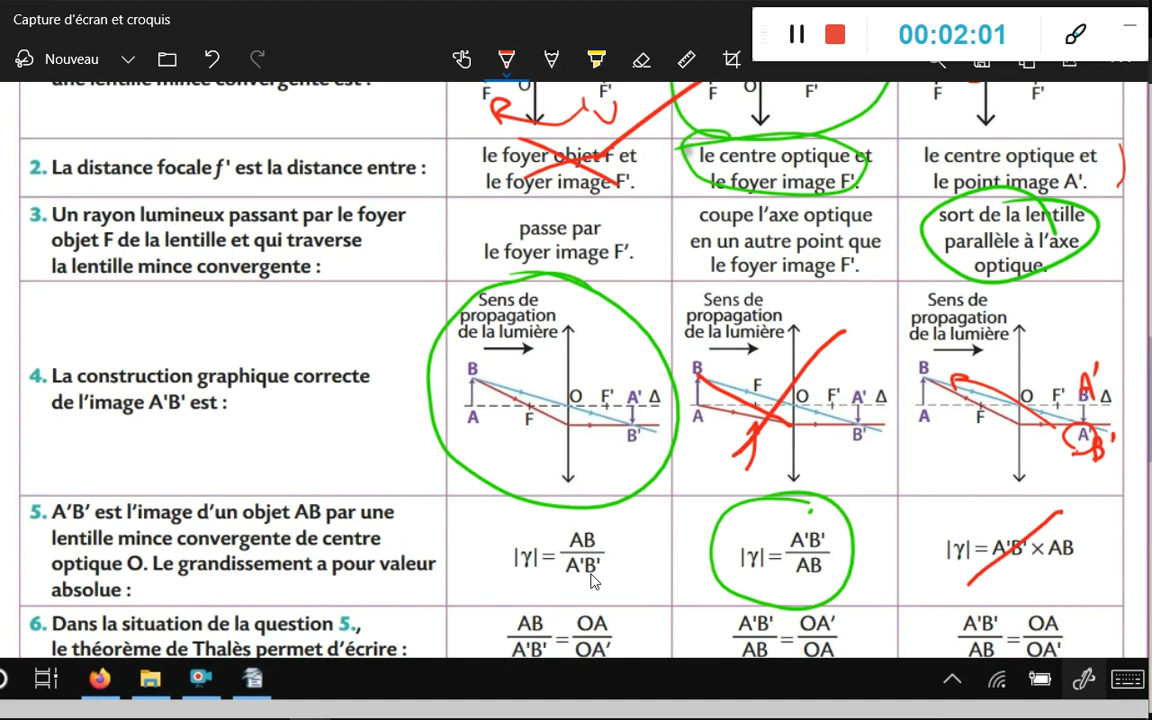 Capture d'écran et croquis
00:02:01
Nouveau
une lentille mince convergente est :
F O F'
F O F'
F F'
2. La distance focale f' est la distance entre :
le foyer objet F et
le foyer image F'.
le centre optique et
le foyer image F'.
le centre optique et
le point image A'.
3. Un rayon lumineux passant par le foyer
objet F de la lentille et qui traverse
la lentille mince convergente :
passe par
le foyer image F'.
coupe l'axe optique
en un autre point que
le foyer image F'.
sort de la lentille
parallèle à l'axe
optique.
4. La construction graphique correcte
de l'image A'B' est :
Sens de
propagation
de la lumière
B
O F' A' Δ
A F
B'
Sens de
propagation
de la lumière
B
F
O F' A' Δ
A
B'
Sens de
propagation
de la lumière
A'
B
O F' B' Δ
A F
A' B'
5. A'B' est l'image d'un objet AB par une
lentille mince convergente de centre
optique O. Le grandissement a pour valeur
absolue :
|γ| = AB / A'B'
|γ| = A'B' / AB
|γ| = A'B' × AB
6. Dans la situation de la question 5.,
le théorème de Thalès permet d'écrire :
AB / A'B' = OA / OA'
A'B' / AB = OA' / OA
A'B' / AB = OA / OA'